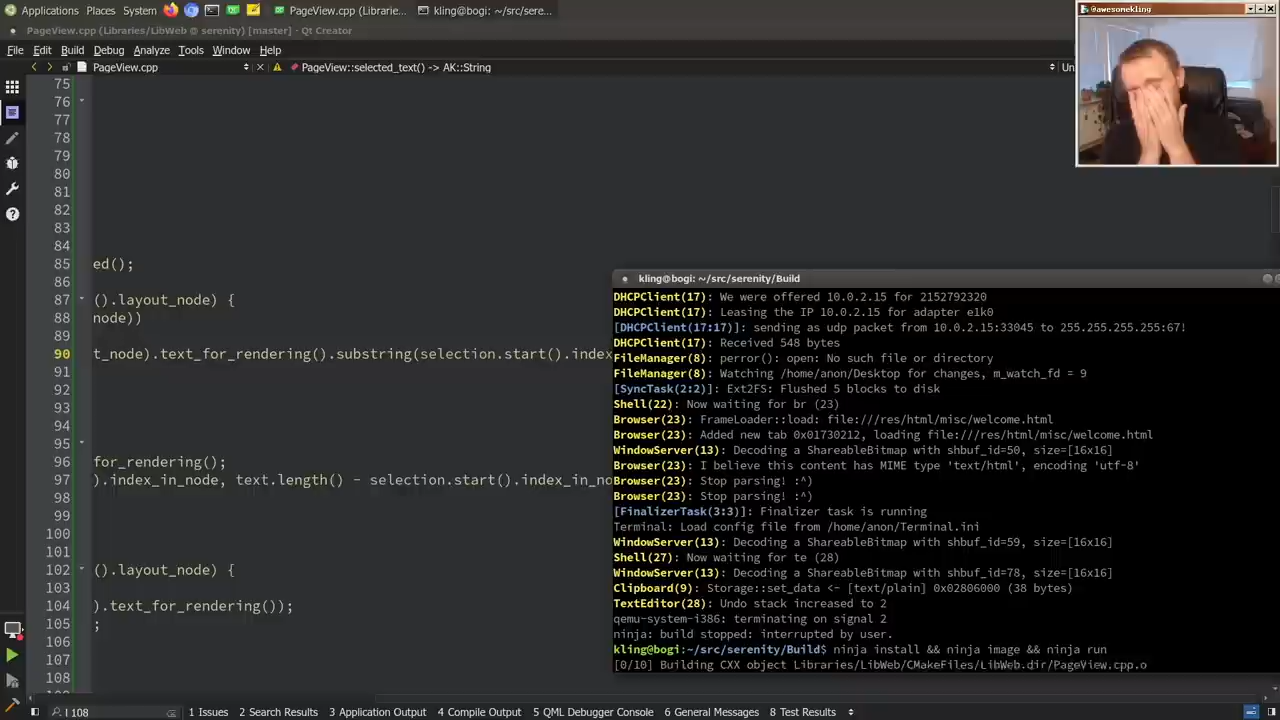 Applications Places System PageView.cpp (Librarie... kling@bogi: ~/src/sere...
PageView.cpp (Libraries/LibWeb @ serenity) [master] - Qt Creator
@awesomekling
File Edit Build Debug Analyze Tools Window Help
PageView.cpp PageView::selected_text() -> AK::String Un
75
76
77
78
79
80
81
82
83
84
85 ed();
86
87 ().layout_node) {
88 node))
89
90 t_node).text_for_rendering().substring(selection.start().index
91
92
93
94
95
96 for_rendering();
97 ).index_in_node, text.length() - selection.start().index_in_no
98
99
100
101
102 ().layout_node) {
103
104 ).text_for_rendering());
105 ;
106
107
108
kling@bogi: ~/src/serenity/Build
DHCPClient(17): We were offered 10.0.2.15 for 2152792320
DHCPClient(17): Leasing the IP 10.0.2.15 for adapter e1k0
[DHCPClient(17:17)]: sending as udp packet from 10.0.2.15:33045 to 255.255.255.255:67!
DHCPClient(17): Received 548 bytes
FileManager(8): perror(): open: No such file or directory
FileManager(8): Watching /home/anon/Desktop for changes, m_watch_fd = 9
[SyncTask(2:2)]: Ext2FS: Flushed 5 blocks to disk
Shell(22): Now waiting for br (23)
Browser(23): FrameLoader::load: file:///res/html/misc/welcome.html
Browser(23): Added new tab 0x01730212, loading file:///res/html/misc/welcome.html
WindowServer(13): Decoding a ShareableBitmap with shbuf_id=50, size=[16x16]
Browser(23): I believe this content has MIME type 'text/html', encoding 'utf-8'
Browser(23): Stop parsing! :^)
Browser(23): Stop parsing! :^)
[FinalizerTask(3:3)]: Finalizer task is running
Terminal: Load config file from /home/anon/Terminal.ini
WindowServer(13): Decoding a ShareableBitmap with shbuf_id=59, size=[16x16]
Shell(27): Now waiting for te (28)
WindowServer(13): Decoding a ShareableBitmap with shbuf_id=78, size=[16x16]
Clipboard(9): Storage::set_data <- [text/plain] 0x02806000 (38 bytes)
TextEditor(28): Undo stack increased to 2
qemu-system-i386: terminating on signal 2
ninja: build stopped: interrupted by user.
kling@bogi:~/src/serenity/Build$ ninja install && ninja image && ninja run
[0/10] Building CXX object Libraries/LibWeb/CMakeFiles/LibWeb.dir/PageView.cpp.o
l 108 1 Issues 2 Search Results 3 Application Output 4 Compile Output 5 QML Debugger Console 6 General Messages 8 Test Results